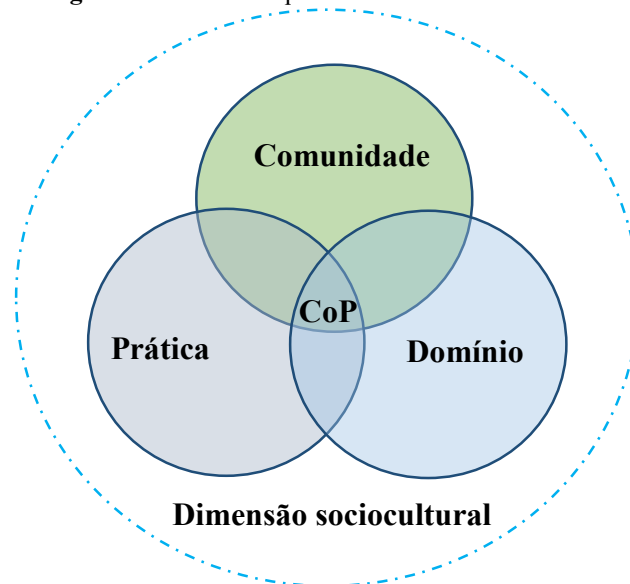 Comunidade
CoP
Prática
Domínio
Dimensão sociocultural